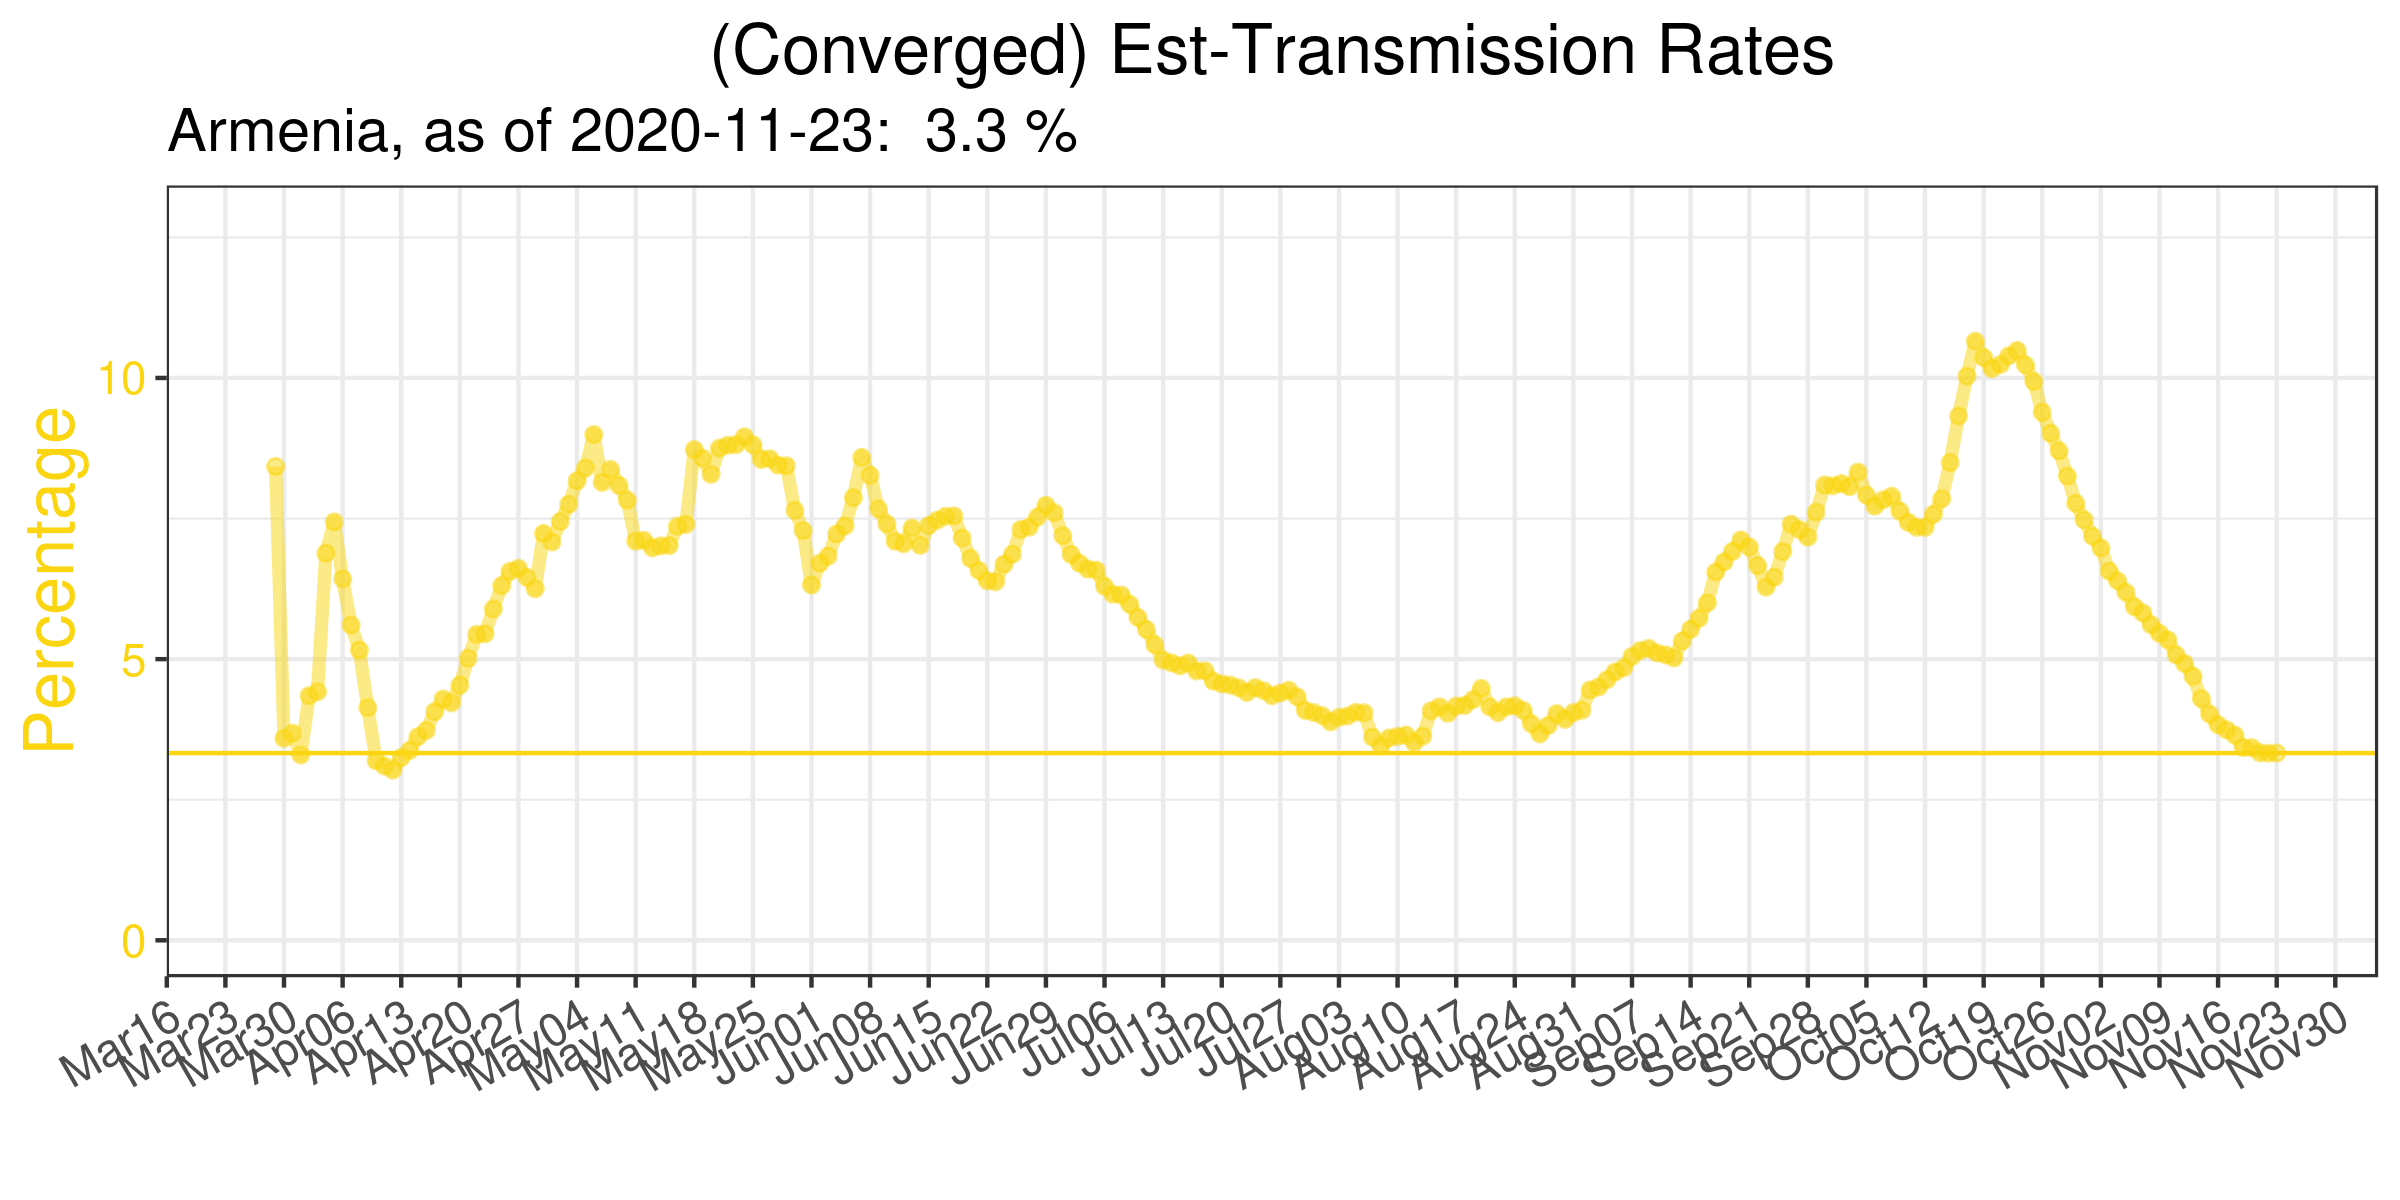 (Converged) Est-Transmission Rates
Armenia, as of 2020-11-23:  3.3 %
Percentage
10
5
0
Mar16
Mar23
Mar30
Apr06
Apr13
Apr20
Apr27
May04
May11
May18
May25
Jun01
Jun08
Jun15
Jun22
Jun29
Jul06
Jul13
Jul20
Jul27
Aug03
Aug10
Aug17
Aug24
Aug31
Sep07
Sep14
Sep21
Sep28
Oct05
Oct12
Oct19
Oct26
Nov02
Nov09
Nov16
Nov23
Nov30